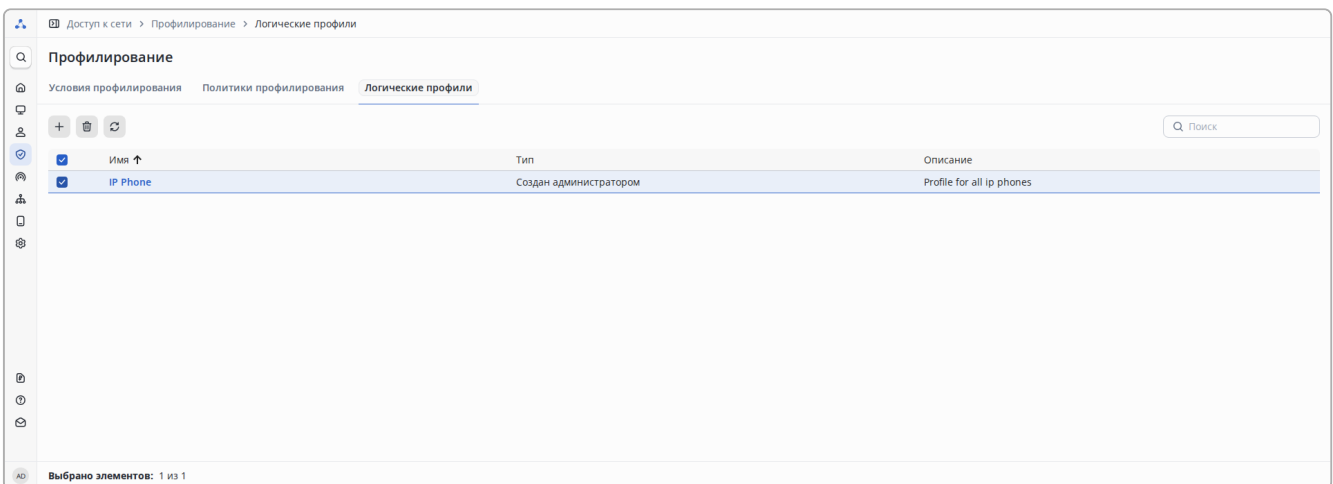 Доступ к сети > Профилирование > Логические профили
Профилирование
Условия профилирования Политики профилирования Логические профили
Поиск
Имя Тип Описание
IP Phone Создан администратором Profile for all ip phones
AD Выбрано элементов: 1 из 1